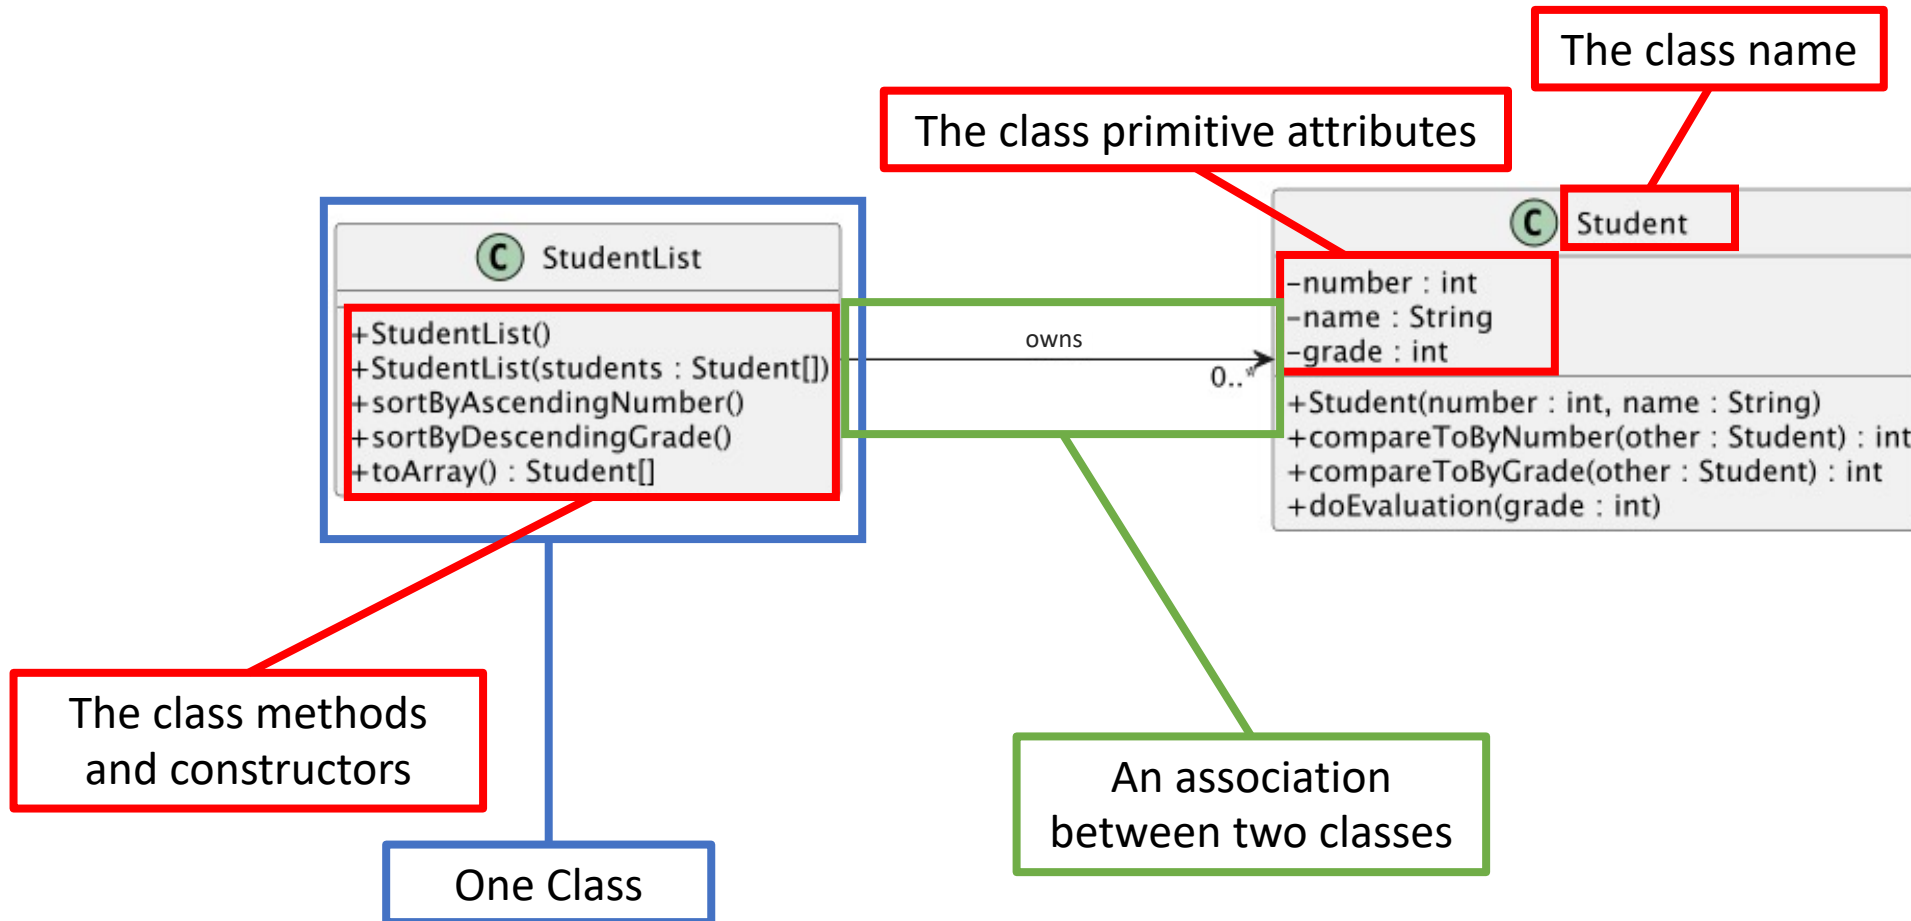 The class name
The class primitive attributes
C Student
C StudentList
-number : int
-name : String
-grade : int
+StudentList()
+StudentList(students : Student[])
+sortByAscendingNumber()
+sortByDescendingGrade()
+toArray() : Student[]
owns
0..*
+Student(number : int, name : String)
+compareToByNumber(other : Student) : int
+compareToByGrade(other : Student) : int
+doEvaluation(grade : int)
The class methods
and constructors
An association
between two classes
One Class